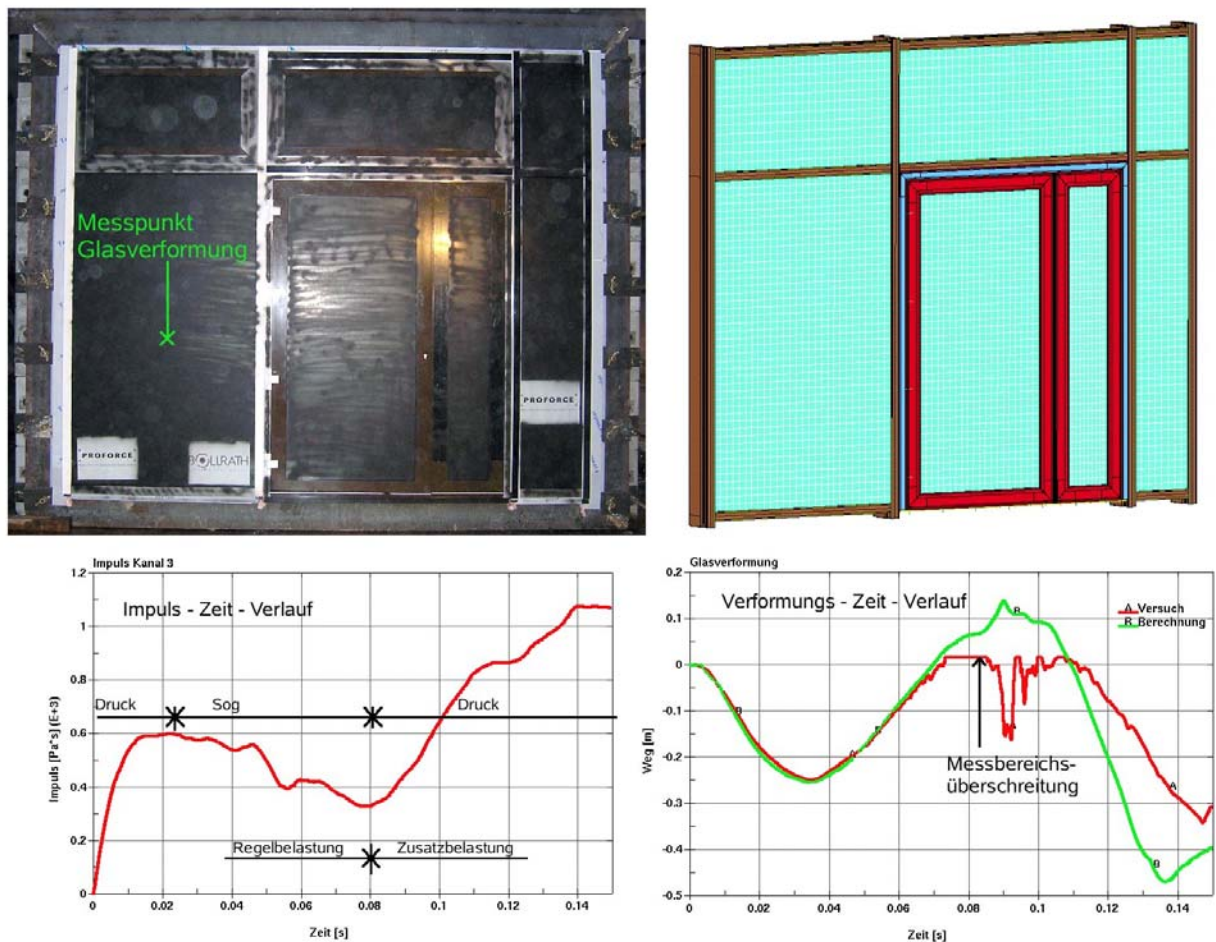 Messpunkt
Glasverformung
PROFORCE
PROFORCE
Impuls Kanal 3
Impuls - Zeit - Verlauf
Druck
Sog
Druck
Regelbelastung
Zusatzbelastung
Impuls [Pa*s] (E+3)
1.2
1
0.8
0.6
0.4
0.2
0
0 0.02 0.04 0.06 0.08 0.1 0.12 0.14
Zeit [s]
Glasverformung
Verformungs - Zeit - Verlauf
A Versuch
B Berechnung
Messbereichs-
überschreitung
Weg [m]
0.2
0.1
0
-0.1
-0.2
-0.3
-0.4
-0.5
0 0.02 0.04 0.06 0.08 0.1 0.12 0.14
Zeit [s]